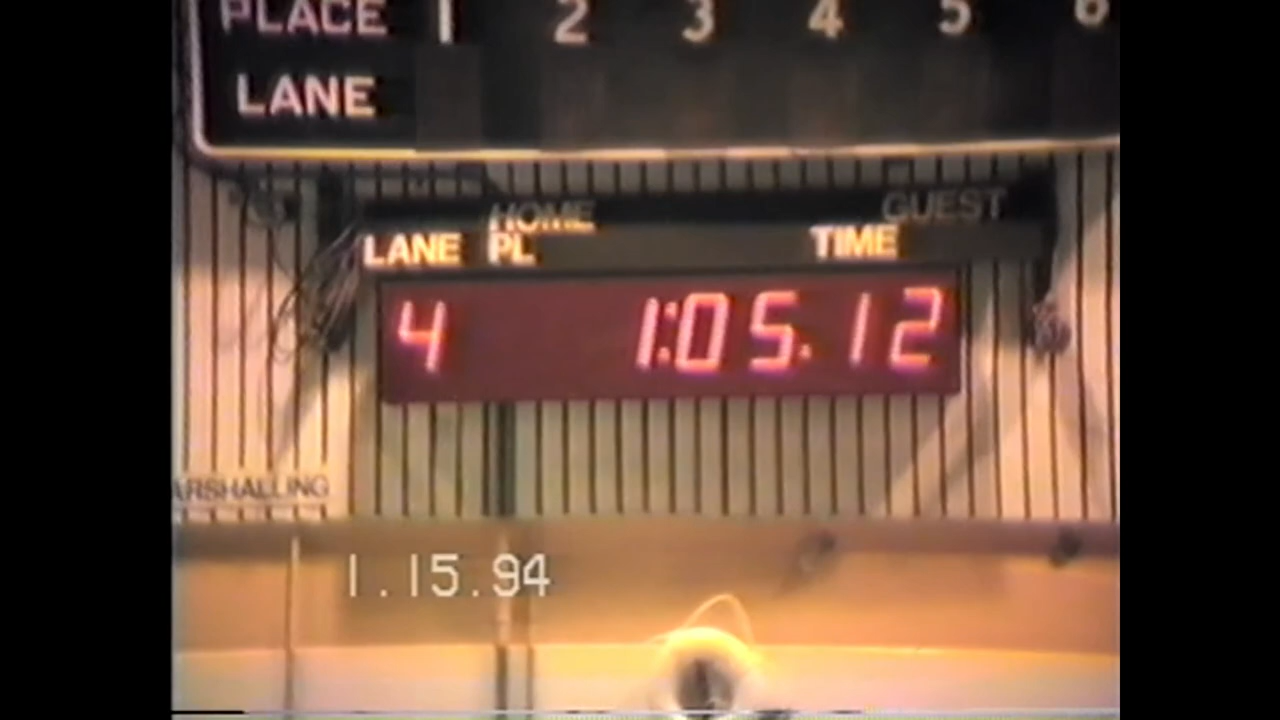 PLACE 1 2 3 4 5 6
LANE
HOME GUEST
LANE PL TIME
4 1:05.12
ARSHALLING
1.15.94